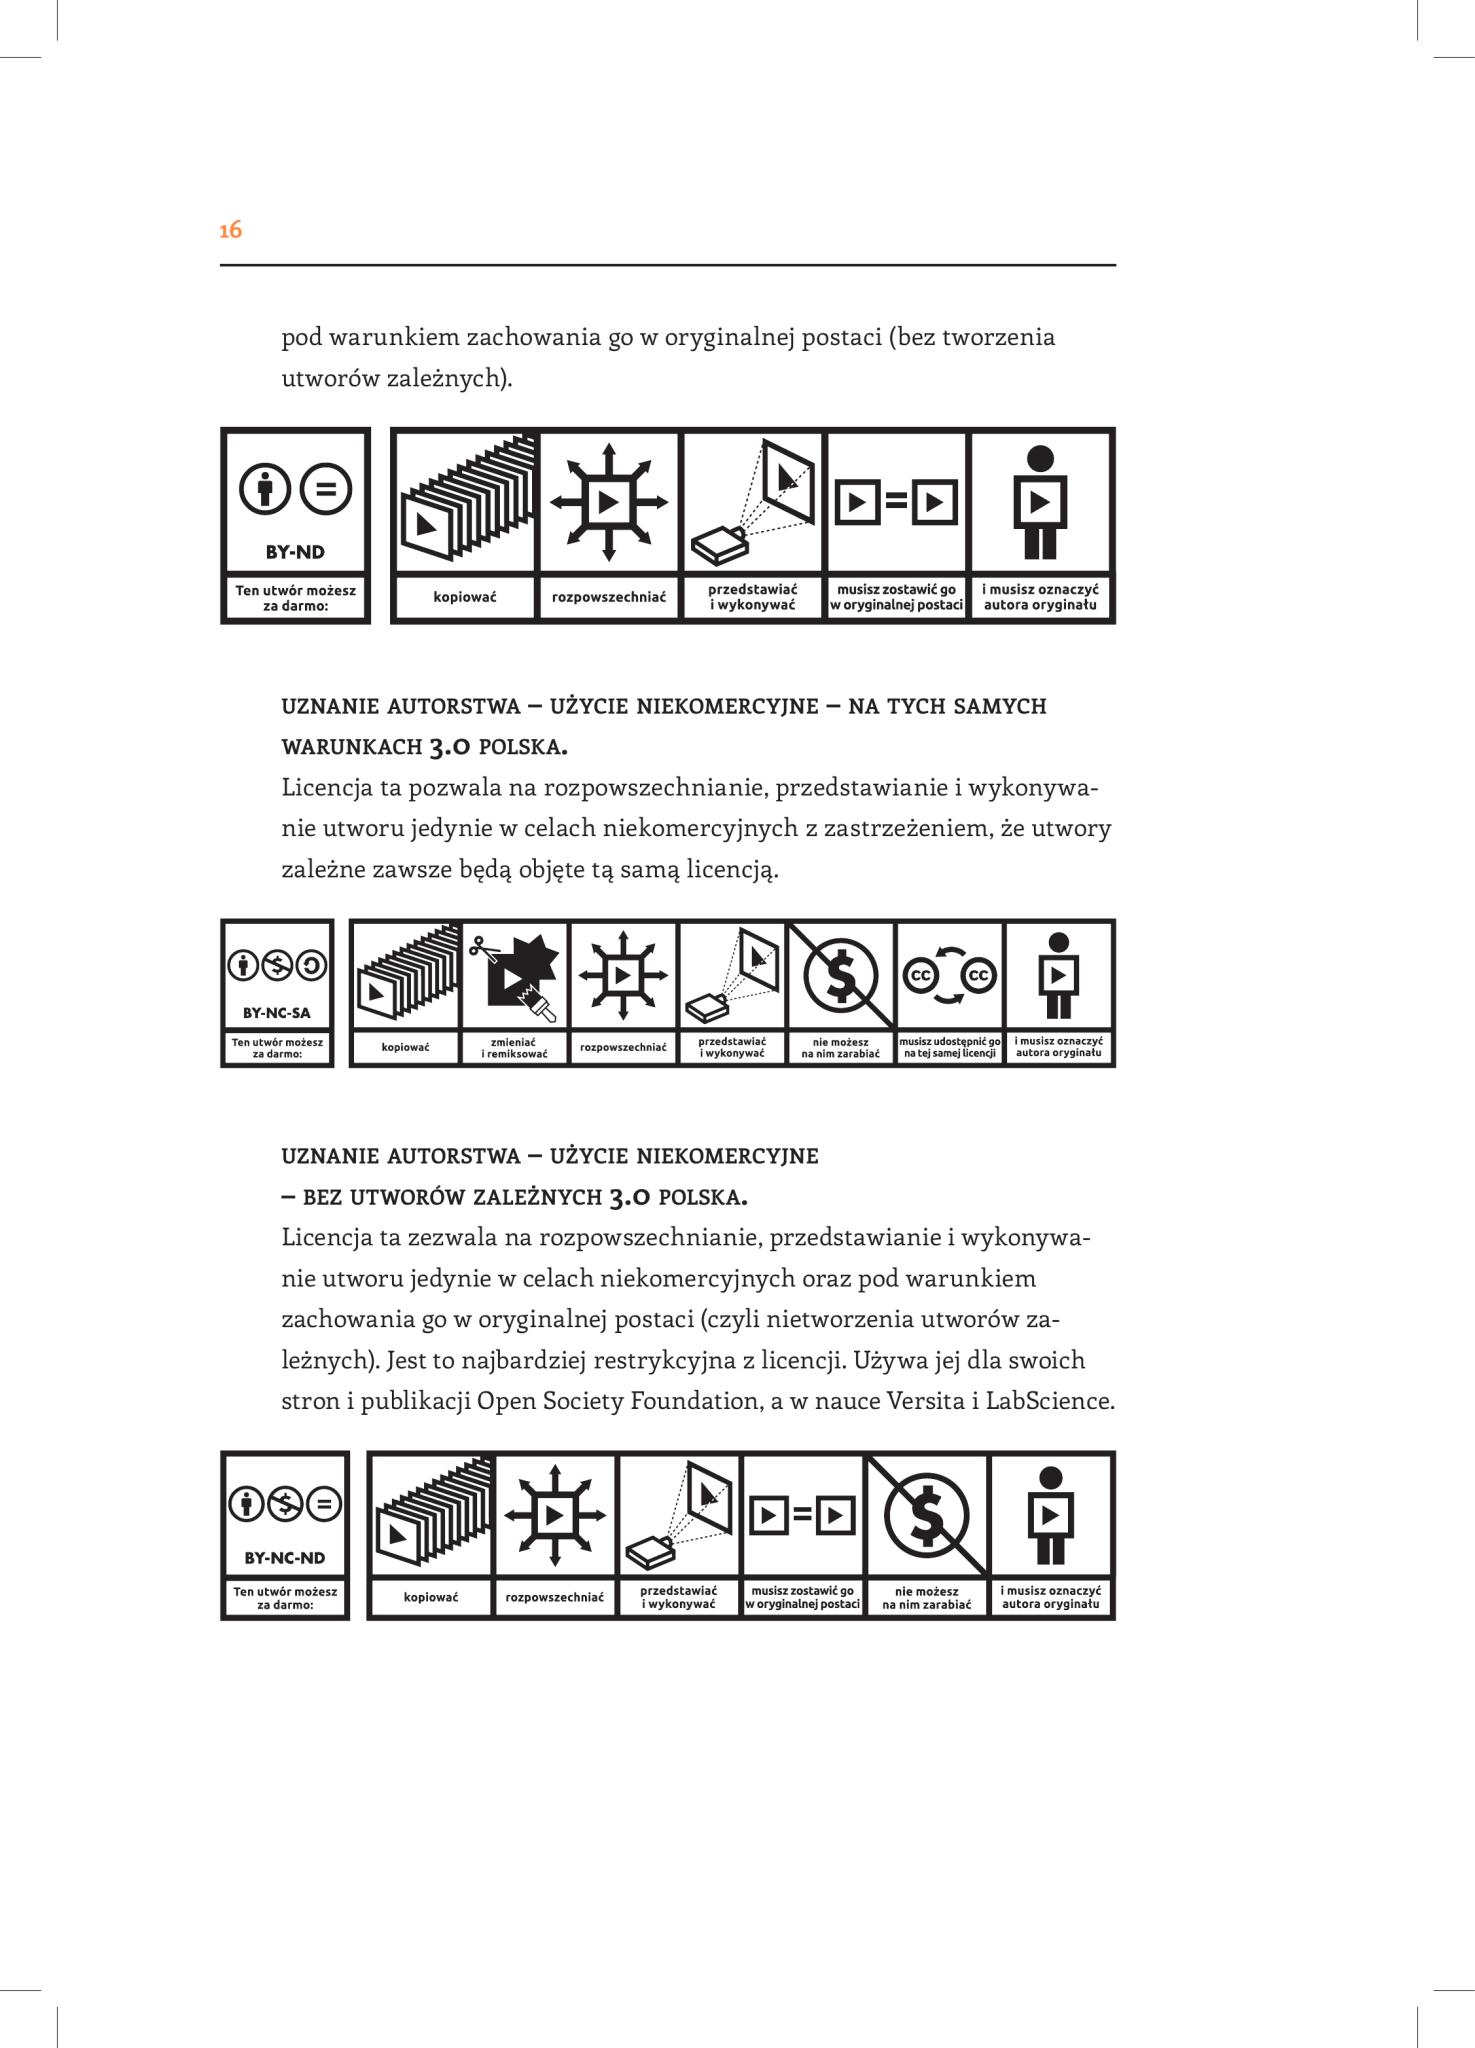 16
pod warunkiem zachowania go w oryginalnej postaci (bez tworzenia
utworów zależnych).
BY-ND
Ten utwór możesz
za darmo:
kopiować
rozpowszechniać
przedstawiać
i wykonywać
musisz zostawić go
w oryginalnej postaci
i musisz oznaczyć
autora oryginału
UZNANIE AUTORSTWA – UŻYCIE NIEKOMERCYJNE – NA TYCH SAMYCH
WARUNKACH 3.0 POLSKA.
Licencja ta pozwala na rozpowszechnianie, przedstawianie i wykonywa-
nie utworu jedynie w celach niekomercyjnych z zastrzeżeniem, że utwory
zależne zawsze będą objęte tą samą licencją.
BY-NC-SA
Ten utwór możesz
za darmo:
kopiować
zmieniać
i remiksować
rozpowszechniać
przedstawiać
i wykonywać
$
nie możesz
na nim zarabiać
cc cc
musisz udostępnić go
na tej samej licencji
i musisz oznaczyć
autora oryginału
UZNANIE AUTORSTWA – UŻYCIE NIEKOMERCYJNE
– BEZ UTWORÓW ZALEŻNYCH 3.0 POLSKA.
Licencja ta zezwala na rozpowszechnianie, przedstawianie i wykonywa-
nie utworu jedynie w celach niekomercyjnych oraz pod warunkiem
zachowania go w oryginalnej postaci (czyli nietworzenia utworów za-
leżnych). Jest to najbardziej restrykcyjna z licencji. Używa jej dla swoich
stron i publikacji Open Society Foundation, a w nauce Versita i LabScience.
BY-NC-ND
Ten utwór możesz
za darmo:
kopiować
rozpowszechniać
przedstawiać
i wykonywać
musisz zostawić go
w oryginalnej postaci
$
nie możesz
na nim zarabiać
i musisz oznaczyć
autora oryginału